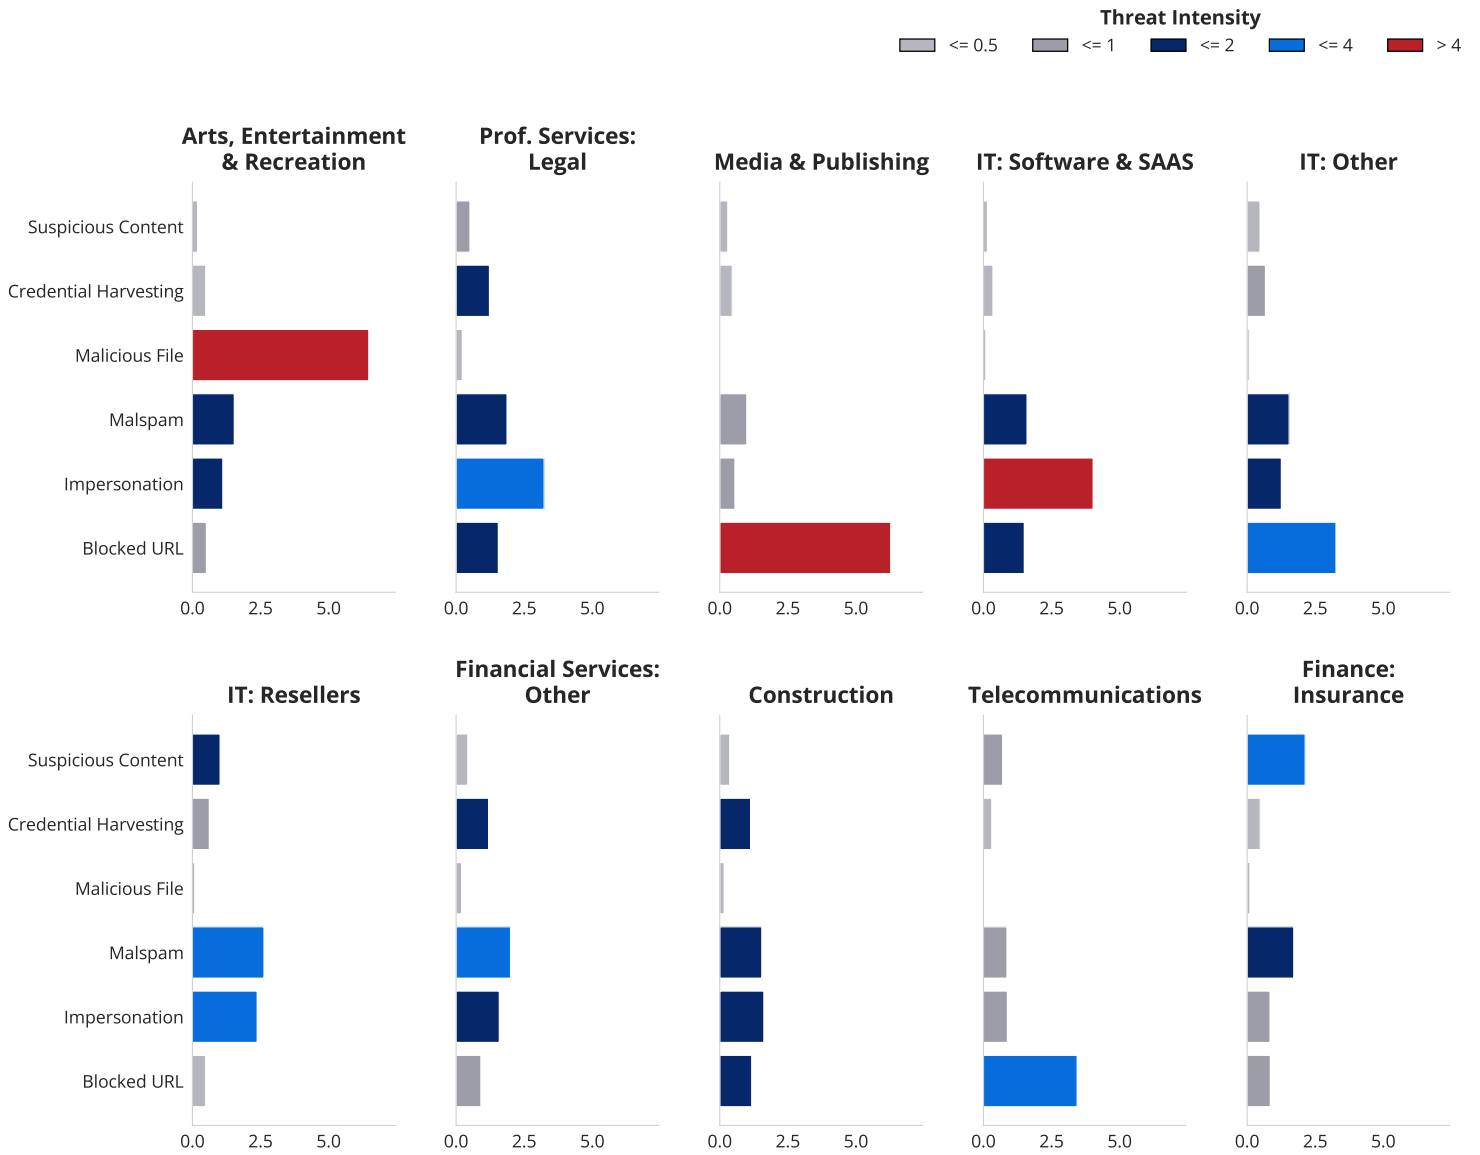 Threat Intensity
<= 0.5 <= 1 <= 2 <= 4 > 4
Arts, Entertainment
& Recreation
Prof. Services:
Legal
Media & Publishing
IT: Software & SAAS
IT: Other
Suspicious Content
Credential Harvesting
Malicious File
Malspam
Impersonation
Blocked URL
0.0 2.5 5.0
0.0 2.5 5.0
0.0 2.5 5.0
0.0 2.5 5.0
0.0 2.5 5.0
IT: Resellers
Financial Services:
Other
Construction
Telecommunications
Finance:
Insurance
Suspicious Content
Credential Harvesting
Malicious File
Malspam
Impersonation
Blocked URL
0.0 2.5 5.0
0.0 2.5 5.0
0.0 2.5 5.0
0.0 2.5 5.0
0.0 2.5 5.0